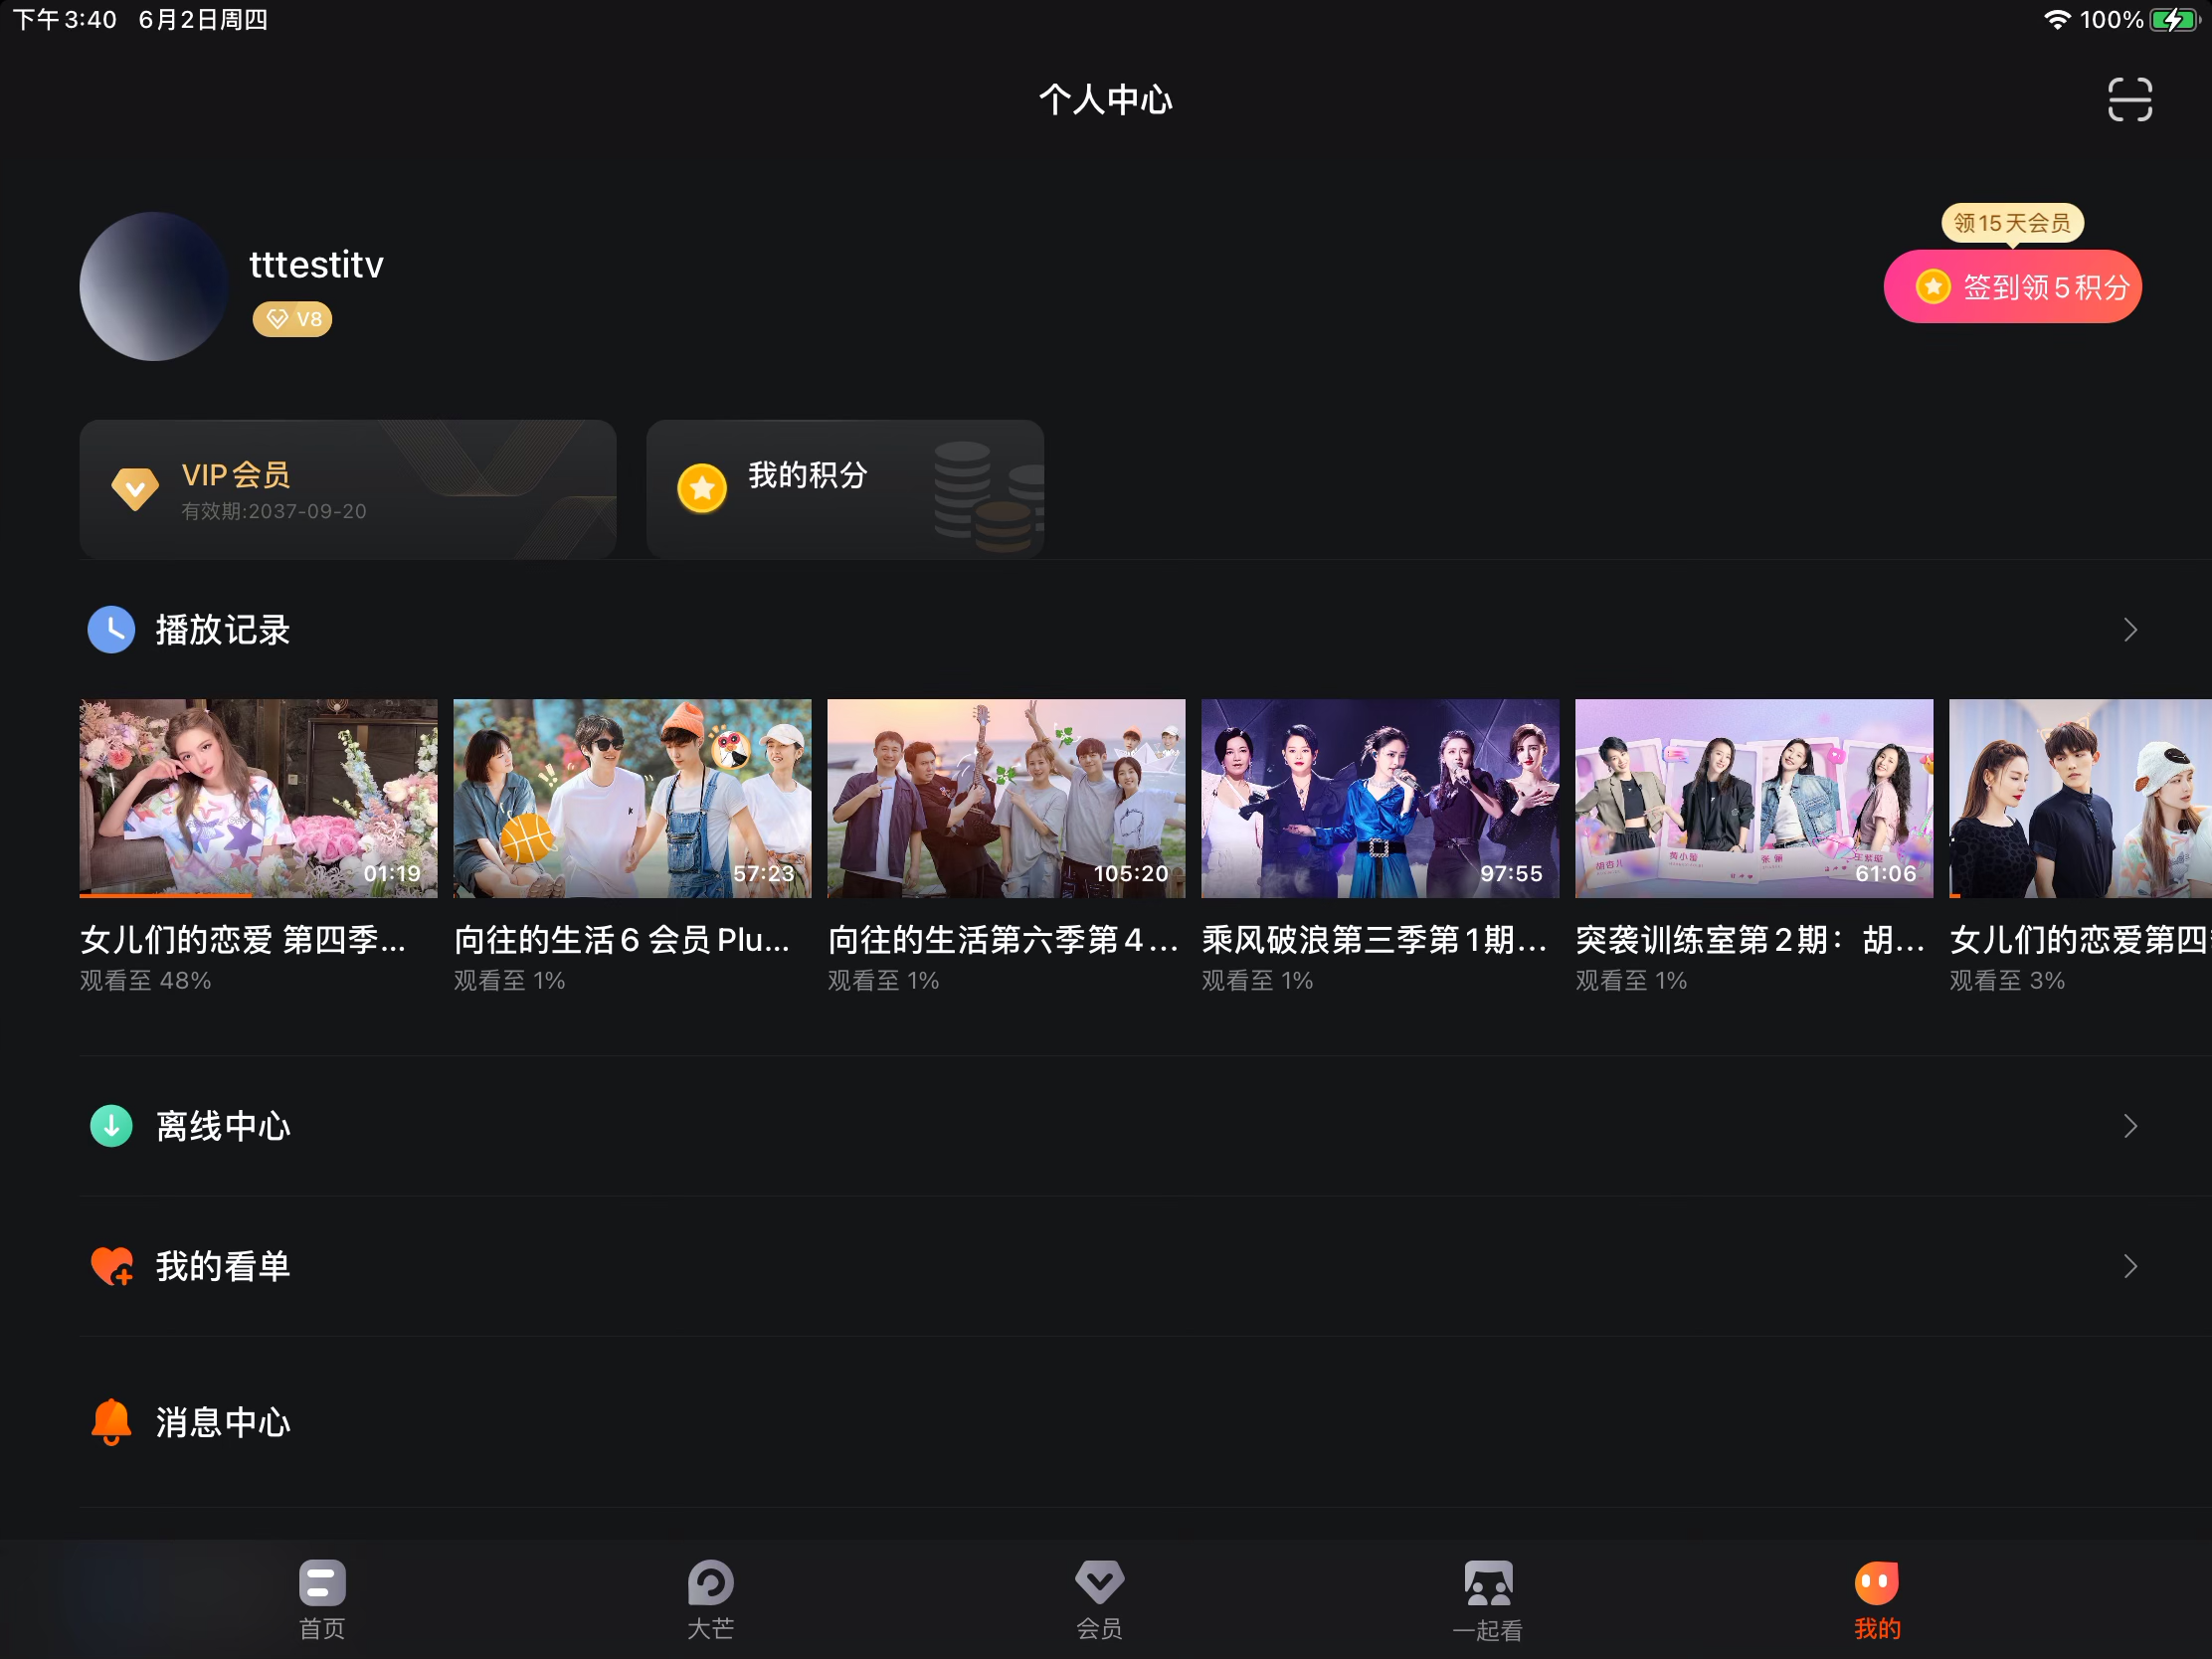 下午3:40 6月2日周四
100%
个人中心
领15天会员
签到领5积分
tttestitv
V8
VIP会员
有效期:2037-09-20
我的积分
播放记录
01:19
57:23
105:20
97:55
黄小蕾
张俪
61:06
女儿们的恋爱 第四季...
向往的生活6 会员Plu...
向往的生活第六季第4...
乘风破浪第三季第1期...
突袭训练室第2期：胡...
女儿们的恋爱第四
观看至 48%
观看至 1%
观看至 1%
观看至 1%
观看至 1%
观看至 3%
离线中心
我的看单
消息中心
首页
大芒
会员
一起看
我的